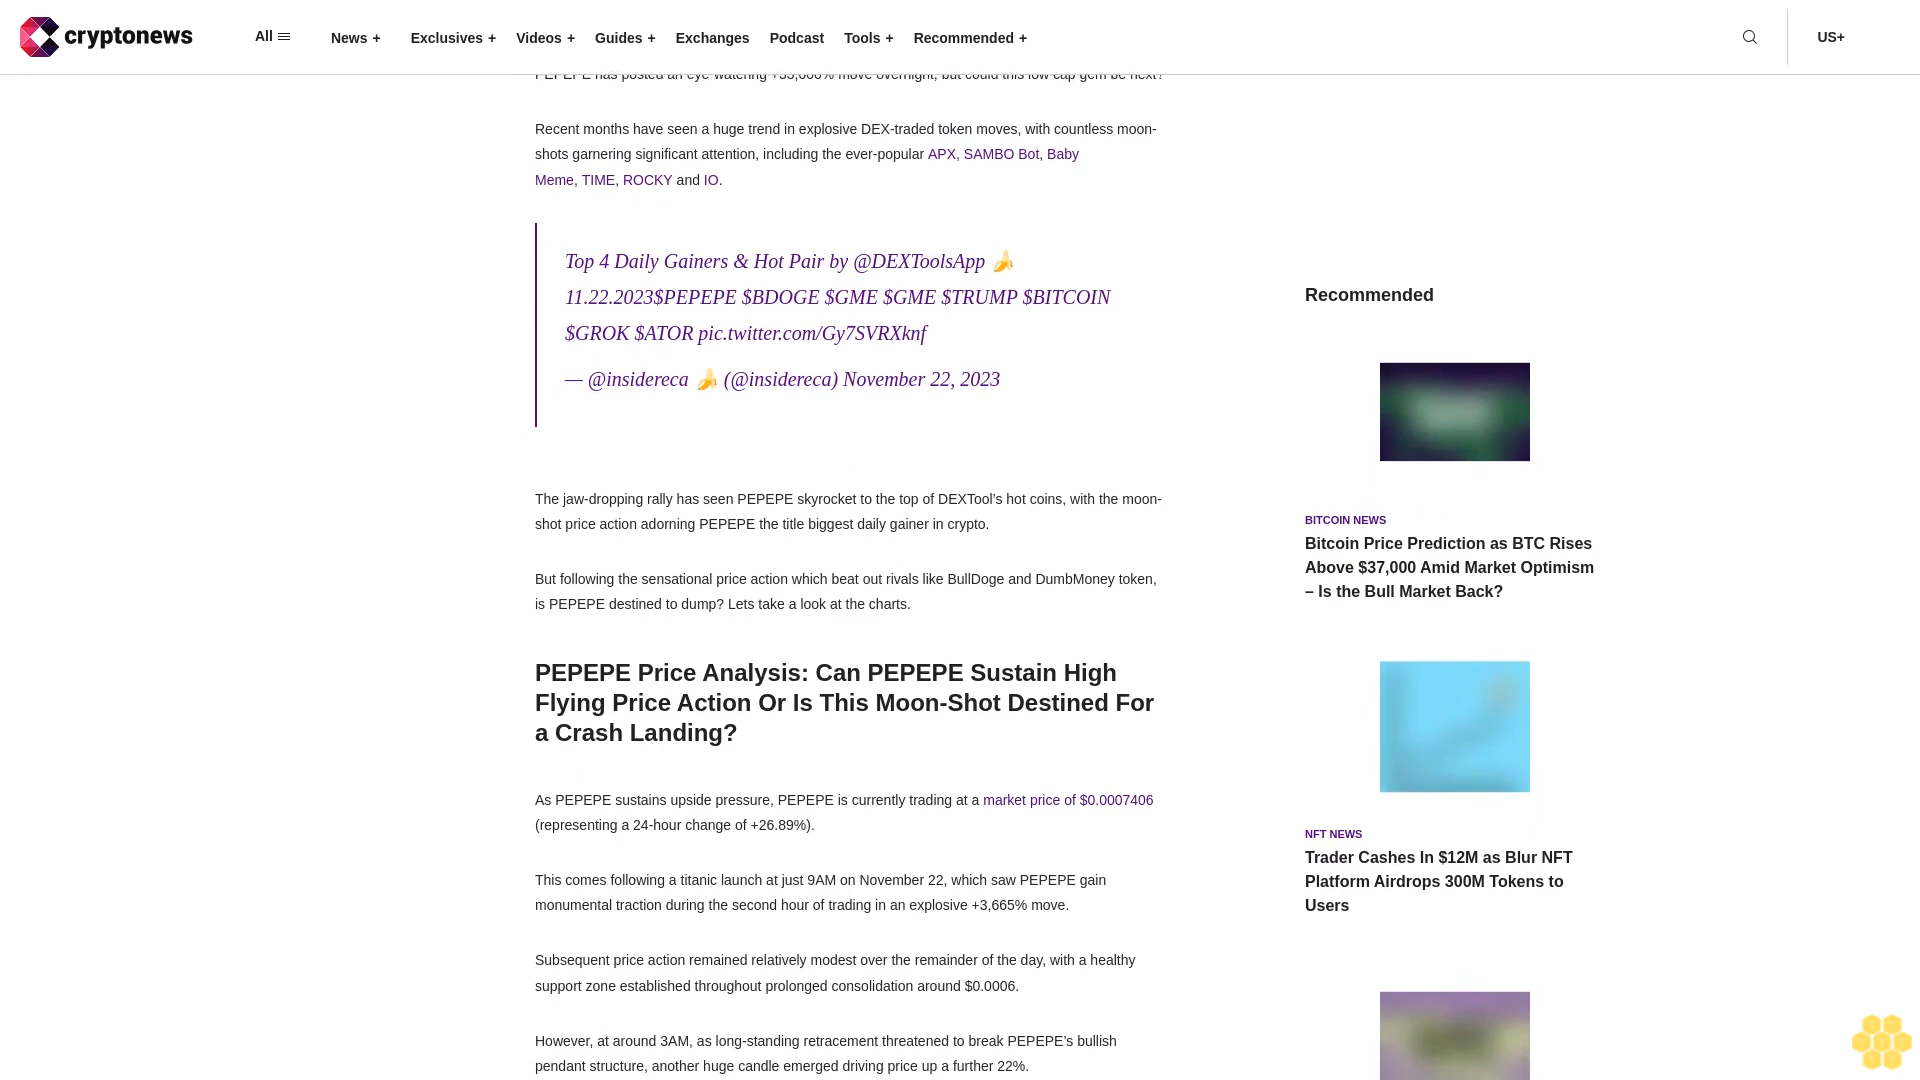 cryptonews
All
News +
Exclusives +
Videos +
Guides +
Exchanges
Podcast
Tools +
Recommended +
US+
PEPEPE has posted an eye-watering +35,000% move overnight, but could this low cap gem be next?
Recent months have seen a huge trend in explosive DEX-traded token moves, with countless moon-
shots garnering significant attention, including the ever-popular APX, SAMBO Bot, Baby
Meme, TIME, ROCKY and IO.
Top 4 Daily Gainers & Hot Pair by @DEXToolsApp 🍌
11.22.2023$PEPEPE $BDOGE $GME $GME $TRUMP $BITCOIN
$GROK $ATOR pic.twitter.com/Gy7SVRXknf
— @insidereca 🍌 (@insidereca) November 22, 2023
The jaw-dropping rally has seen PEPEPE skyrocket to the top of DEXTool’s hot coins, with the moon-
shot price action adorning PEPEPE the title biggest daily gainer in crypto.
But following the sensational price action which beat out rivals like BullDoge and DumbMoney token,
is PEPEPE destined to dump? Lets take a look at the charts.
PEPEPE Price Analysis: Can PEPEPE Sustain High
Flying Price Action Or Is This Moon-Shot Destined For
a Crash Landing?
As PEPEPE sustains upside pressure, PEPEPE is currently trading at a market price of $0.0007406
(representing a 24-hour change of +26.89%).
This comes following a titanic launch at just 9AM on November 22, which saw PEPEPE gain
monumental traction during the second hour of trading in an explosive +3,665% move.
Subsequent price action remained relatively modest over the remainder of the day, with a healthy
support zone established throughout prolonged consolidation around $0.0006.
However, at around 3AM, as long-standing retracement threatened to break PEPEPE’s bullish
pendant structure, another huge candle emerged driving price up a further 22%.
Recommended
BITCOIN NEWS
Bitcoin Price Prediction as BTC Rises
Above $37,000 Amid Market Optimism
– Is the Bull Market Back?
NFT NEWS
Trader Cashes In $12M as Blur NFT
Platform Airdrops 300M Tokens to
Users